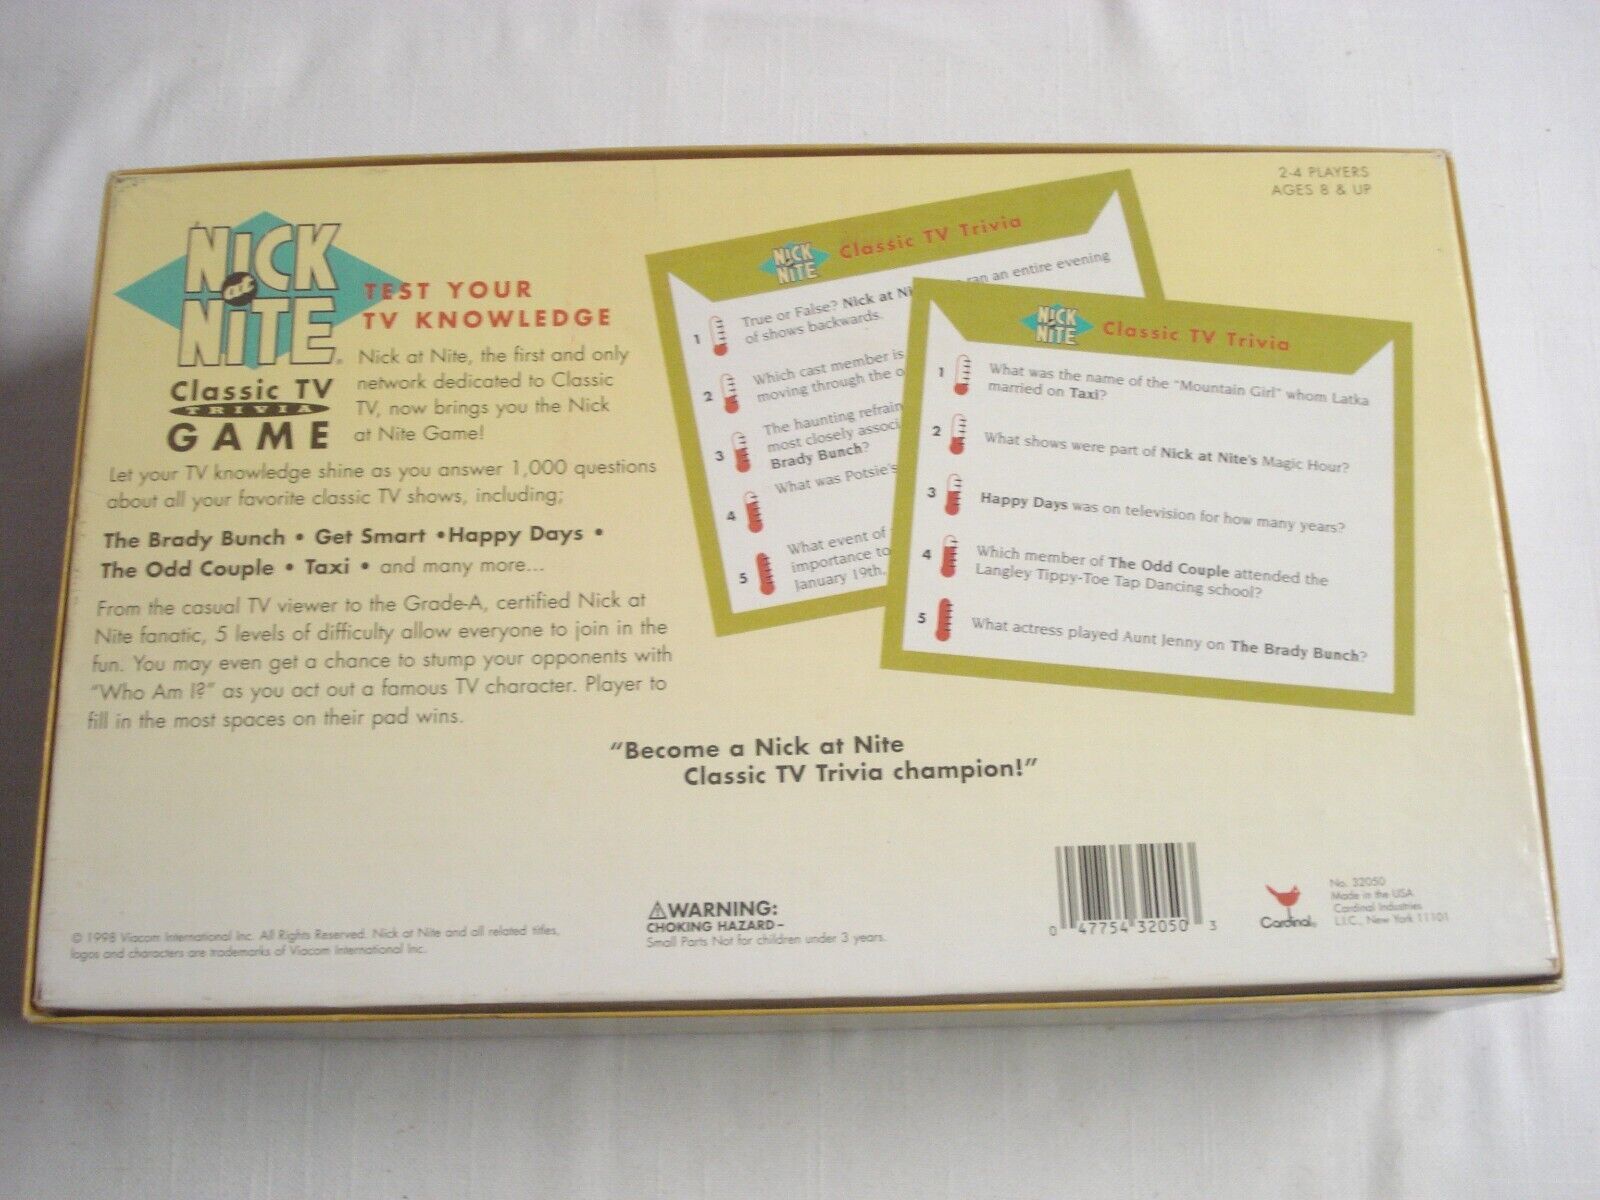 2-4 PLAYERS
AGES 8 & UP
NICK
at
NITE
Classic TV
TRIVIA
GAME
TEST YOUR
TV KNOWLEDGE
Nick at Nite, the first and only
network dedicated to Classic
TV, now brings you the Nick
at Nite Game!
Let your TV knowledge shine as you answer 1,000 questions
about all your favorite classic TV shows, including;
The Brady Bunch • Get Smart •Happy Days •
The Odd Couple • Taxi • and many more...
From the casual TV viewer to the Grade-A, certified Nick at
Nite fanatic, 5 levels of difficulty allow everyone to join in the
fun. You may even get a chance to stump your opponents with
"Who Am I?" as you act out a famous TV character. Player to
fill in the most spaces on their pad wins.
NICK
at
NITE
Classic TV Trivia
1 True or False? Nick at Ni ran an entire evening
of shows backwards.
2 Which cast member is
moving through the o
3 The haunting refrain
most closely associ
Brady Bunch?
4 What was Potsie's
5 What event of
importance to
January 19th,
NICK
at
NITE
Classic TV Trivia
1 What was the name of the "Mountain Girl" whom Latka
married on Taxi?
2 What shows were part of Nick at Nite's Magic Hour?
3 Happy Days was on television for how many years?
4 Which member of The Odd Couple attended the
Langley Tippy-Toe Tap Dancing school?
5 What actress played Aunt Jenny on The Brady Bunch?
"Become a Nick at Nite
Classic TV Trivia champion!"
© 1998 Viacom International Inc. All Rights Reserved. Nick at Nite and all related titles,
logos and characters are trademarks of Viacom International Inc.
WARNING:
CHOKING HAZARD–
Small Parts Not for children under 3 years.
0 47754 32050 3
Cardinal®
No. 32050
Made in the USA
Cardinal Industries
L.I.C., New York 11101